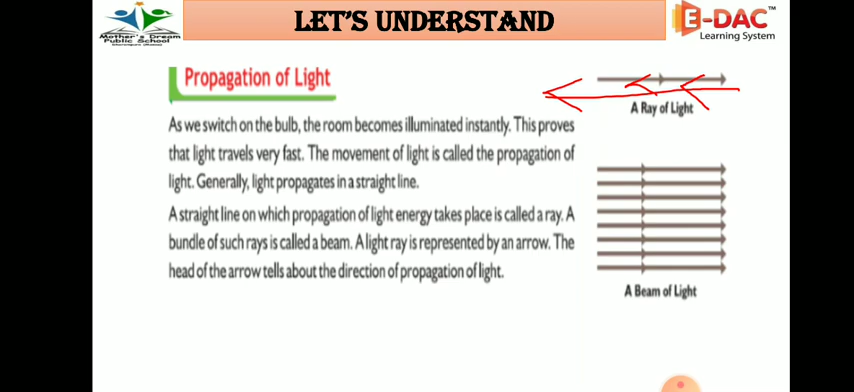 LET'S UNDERSTAND
E-DAC™
Learning System
Mother's Dream
Public School
Propagation of Light
A Ray of Light
As we switch on the bulb, the room becomes illuminated instantly. This proves
that light travels very fast. The movement of light is called the propagation of
light. Generally, light propagates in a straight line.
A straight line on which propagation of light energy takes place is called a ray. A
bundle of such rays is called a beam. A light ray is represented by an arrow. The
head of the arrow tells about the direction of propagation of light.
A Beam of Light